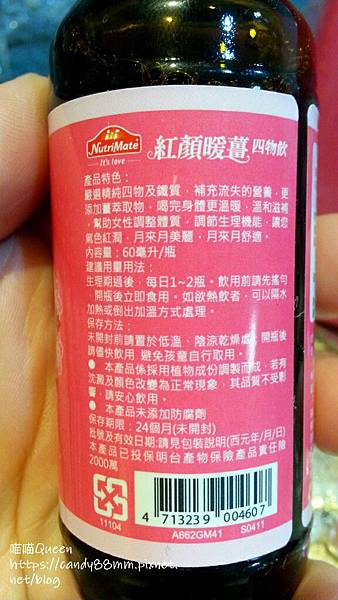 NutriMate
It's love
紅顏暖薑四物飲
產品特色：
嚴選精純四物及鐵質，補充流失的營養，更
添加薑萃取物，喝完身體更溫暖，溫和滋補
，幫助女性調整體質，調節生理機能，讓您
氣色紅潤，月來月美麗，月來月舒適。
內容量：60毫升/瓶
建議用量用法：
生理期過後，每日1~2瓶。飲用前請先搖勻
，開瓶後立即食用。如欲熱飲者，可以隔水
加熱或倒出加溫方式處理。
保存方法：
未開封前請置於低溫、陰涼乾燥處；開瓶後
請儘快飲用，避免孩童自行取用。
● 本產品係採用植物成份調製而成，若有
沈澱及顏色改變為正常現象，其品質不受影
響，請安心飲用。
● 本產品未添加防腐劑
保存期限：24個月(未開封)
批號及有效日期:請見包裝說明(西元年/月/日)
本產品已投保明台產物保險產品責任險
2000萬
11104
4 713239 004607
A662GM41 S0411
喵喵Queen
https://candy88mm.pixnet.
net/blog